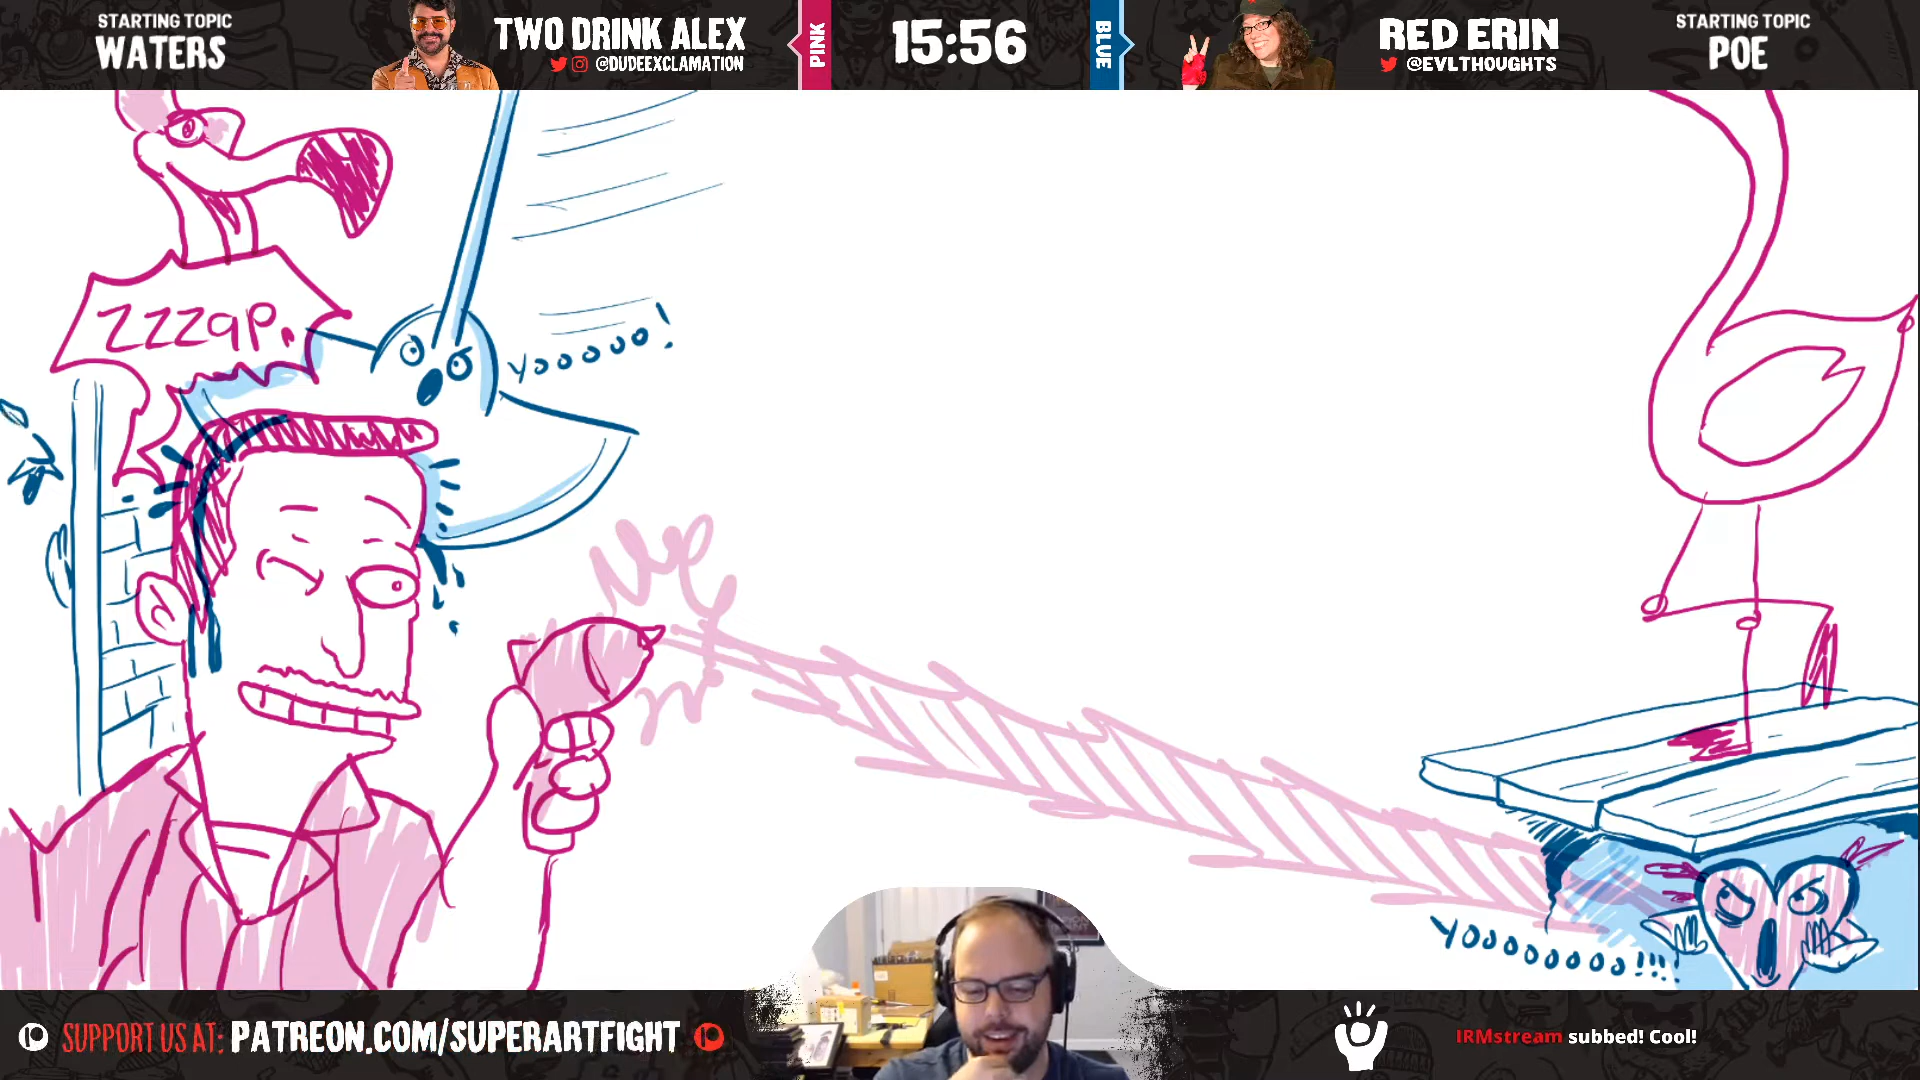 STARTING TOPIC
WATERS
TWO DRINK ALEX
@DUDEEXCLAMATION
PINK
15:56
BLUE
RED ERIN
@EVLTHOUGHTS
STARTING TOPIC
POE
ZZZap.
YOOOOO!
YOOOOOOOO!!!
SUPPORT US AT: PATREON.COM/SUPERARTFIGHT
IRMstream subbed! Cool!